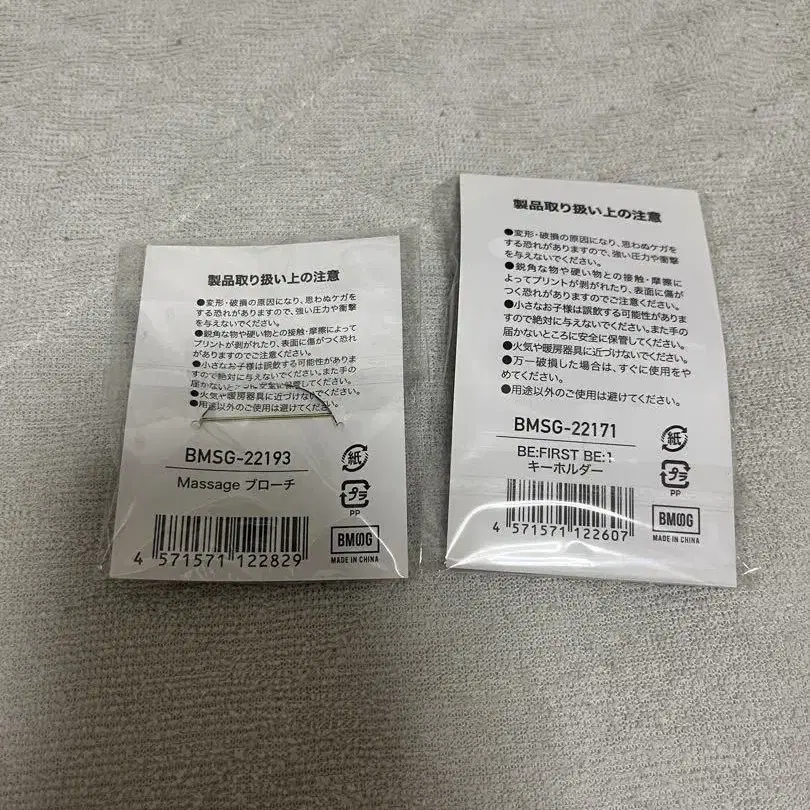 製品取り扱い上の注意
●変形・破損の原因になり、思わぬケガを
する恐れがありますので、強い圧力や衝撃
を与えないでください。
●鋭角な物や硬い物との接触・摩擦によって
プリントが剥がれたり、表面に傷がつく恐れ
がありますのでご注意ください。
●小さなお子様は誤飲する可能性がありま
すので絶対に与えないでください。また手の
届かないところに安全に保管してください。
●火気や暖房器具に近づけないでください。
●用途以外のご使用は避けてください。
BMSG-22193
Massage ブローチ
紙
プラ
PP
4 571571 122829
BMSG
MADE IN CHINA
製品取り扱い上の注意
●変形・破損の原因になり、思わぬケガを
する恐れがありますので、強い圧力や衝撃
を与えないでください。
●鋭角な物や硬い物との接触・摩擦に
よってプリントが剥がれたり、表面に傷が
つく恐れがありますのでご注意ください。
●小さなお子様は誤飲する可能性がありま
すので絶対に与えないでください。また手の
届かないところに安全に保管してください。
●火気や暖房器具に近づけないでください。
●万一破損した場合は、すぐに使用をや
めてください。
●用途以外のご使用は避けてください。
BMSG-22171
BE:FIRST BE:1
キーホルダー
紙
プラ
PP
4 571571 122607
BMSG
MADE IN CHINA